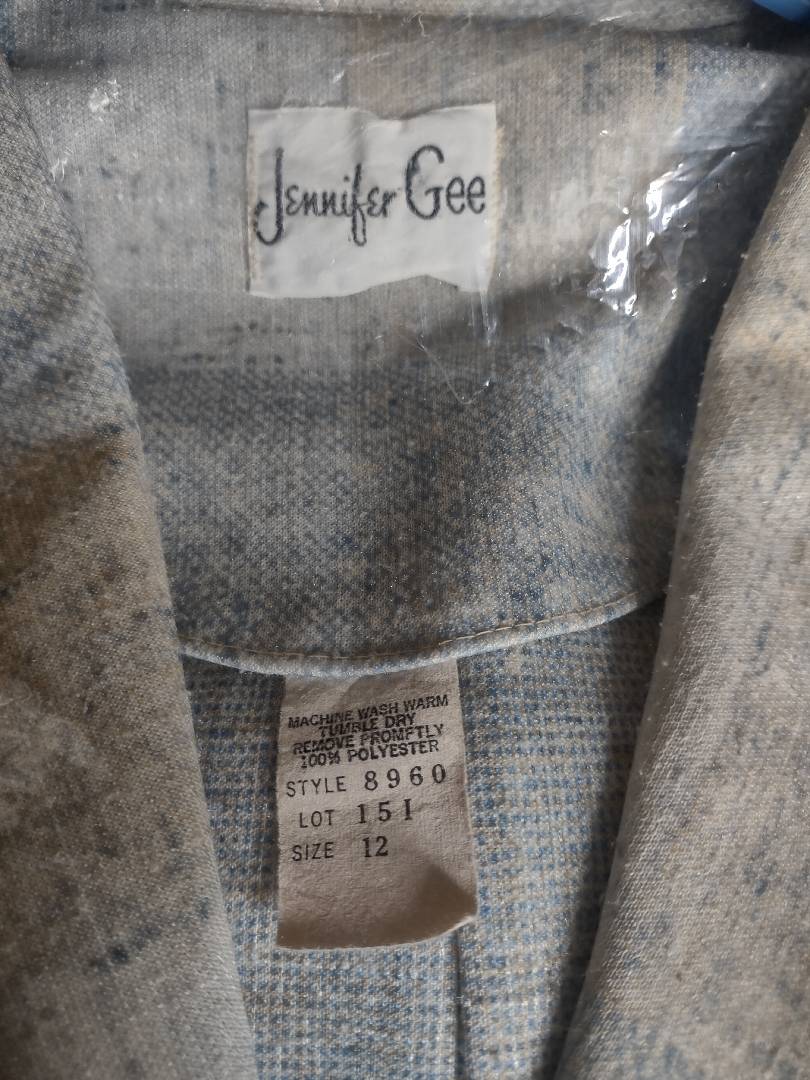 Jennifer Gee
MACHINE WASH WARM
TUMBLE DRY
REMOVE PROMPTLY
100% POLYESTER
STYLE 8960
LOT 151
SIZE 12